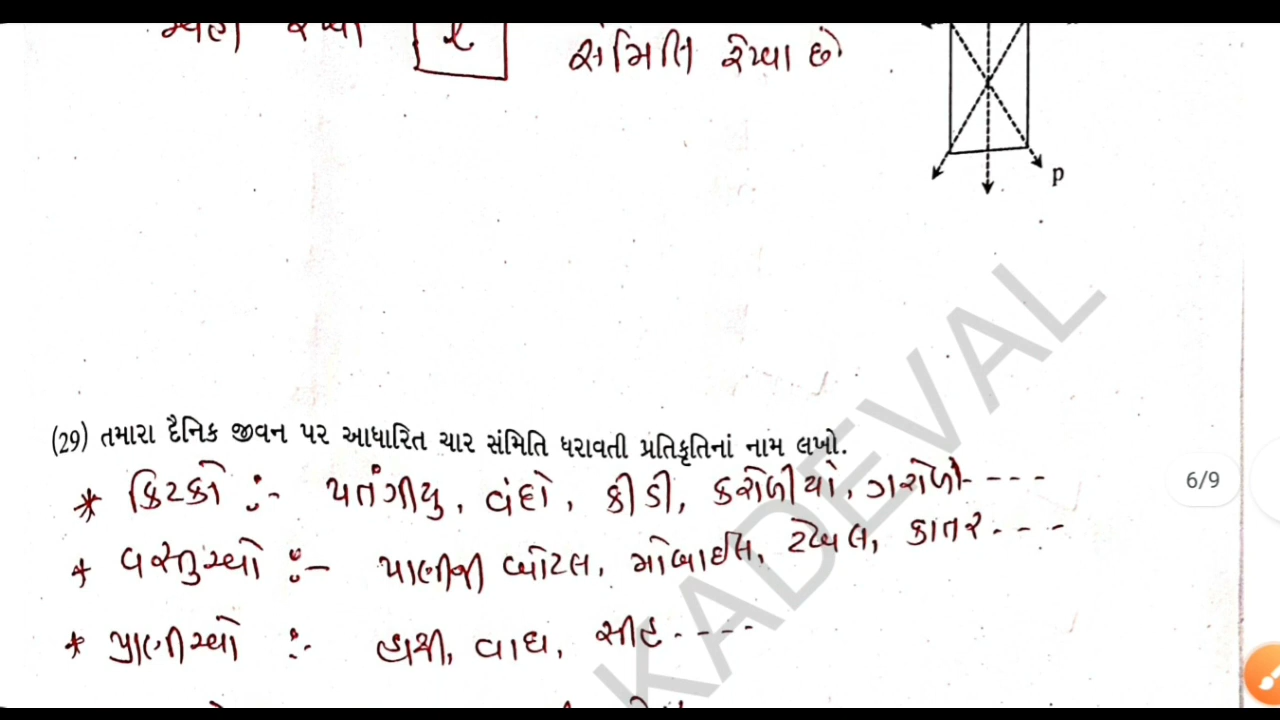 રેખા l સંમિતિ રેખા છે
p
(29) તમારા દૈનિક જીવન પર આધારિત ચાર સંમિતિ ધરાવતી પ્રતિકૃતિનાં નામ લખો.
* કિટકો :- પતંગીયુ, વંદો, કીડી, કરોળીયો, ગરોળી----
* વસ્તુઓ :- પાણીની બોટલ, મોબાઈલ, ટેબલ, કાતર---
* પ્રાણીઓ :- હાથી, વાઘ, સીંહ----
KADEVAL
6/9